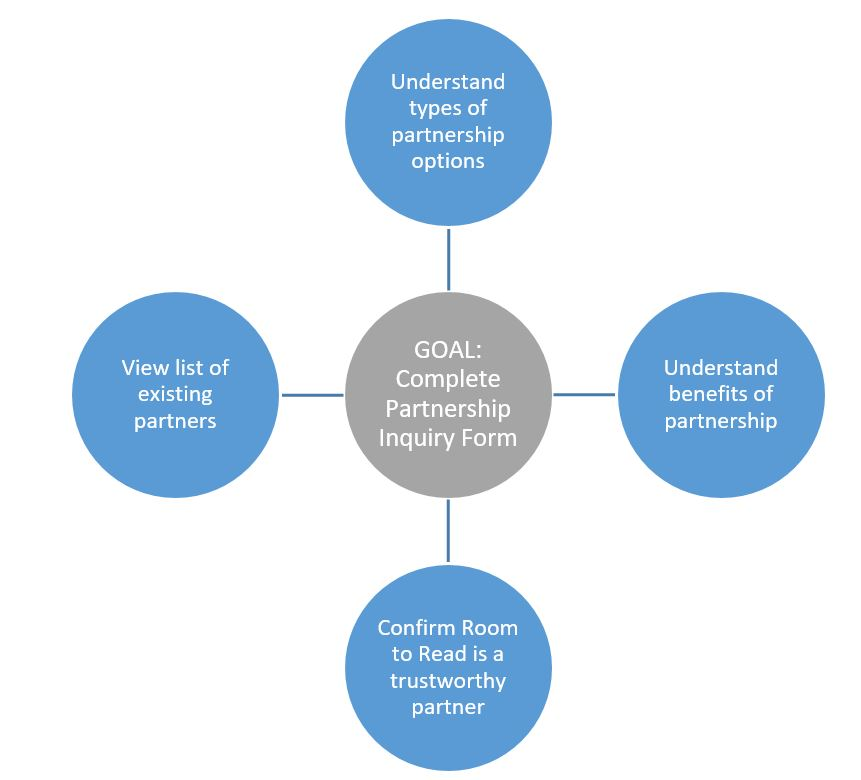 Understand
types of
partnership
options
View list of
existing
partners
GOAL:
Complete
Partnership
Inquiry Form
Understand
benefits of
partnership
Confirm Room
to Read is a
trustworthy
partner